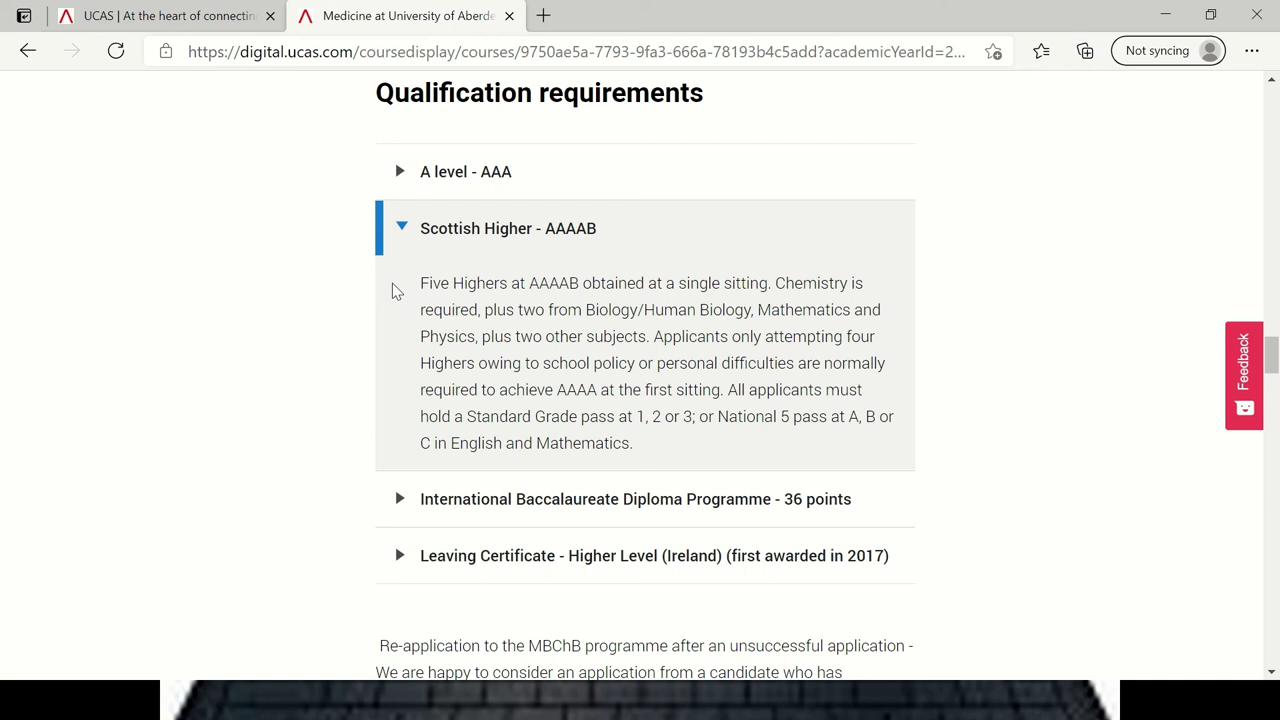 UCAS | At the heart of connectin
Medicine at University of Aberde
https://digital.ucas.com/coursedisplay/courses/9750ae5a-7793-9fa3-666a-78193b4c5add?academicYearId=2...
Not syncing
Qualification requirements
A level - AAA
Scottish Higher - AAAAB
Five Highers at AAAAB obtained at a single sitting. Chemistry is
required, plus two from Biology/Human Biology, Mathematics and
Physics, plus two other subjects. Applicants only attempting four
Highers owing to school policy or personal difficulties are normally
required to achieve AAAA at the first sitting. All applicants must
hold a Standard Grade pass at 1, 2 or 3; or National 5 pass at A, B or
C in English and Mathematics.
Feedback
International Baccalaureate Diploma Programme - 36 points
Leaving Certificate - Higher Level (Ireland) (first awarded in 2017)
Re-application to the MBChB programme after an unsuccessful application -
We are happy to consider an application from a candidate who has